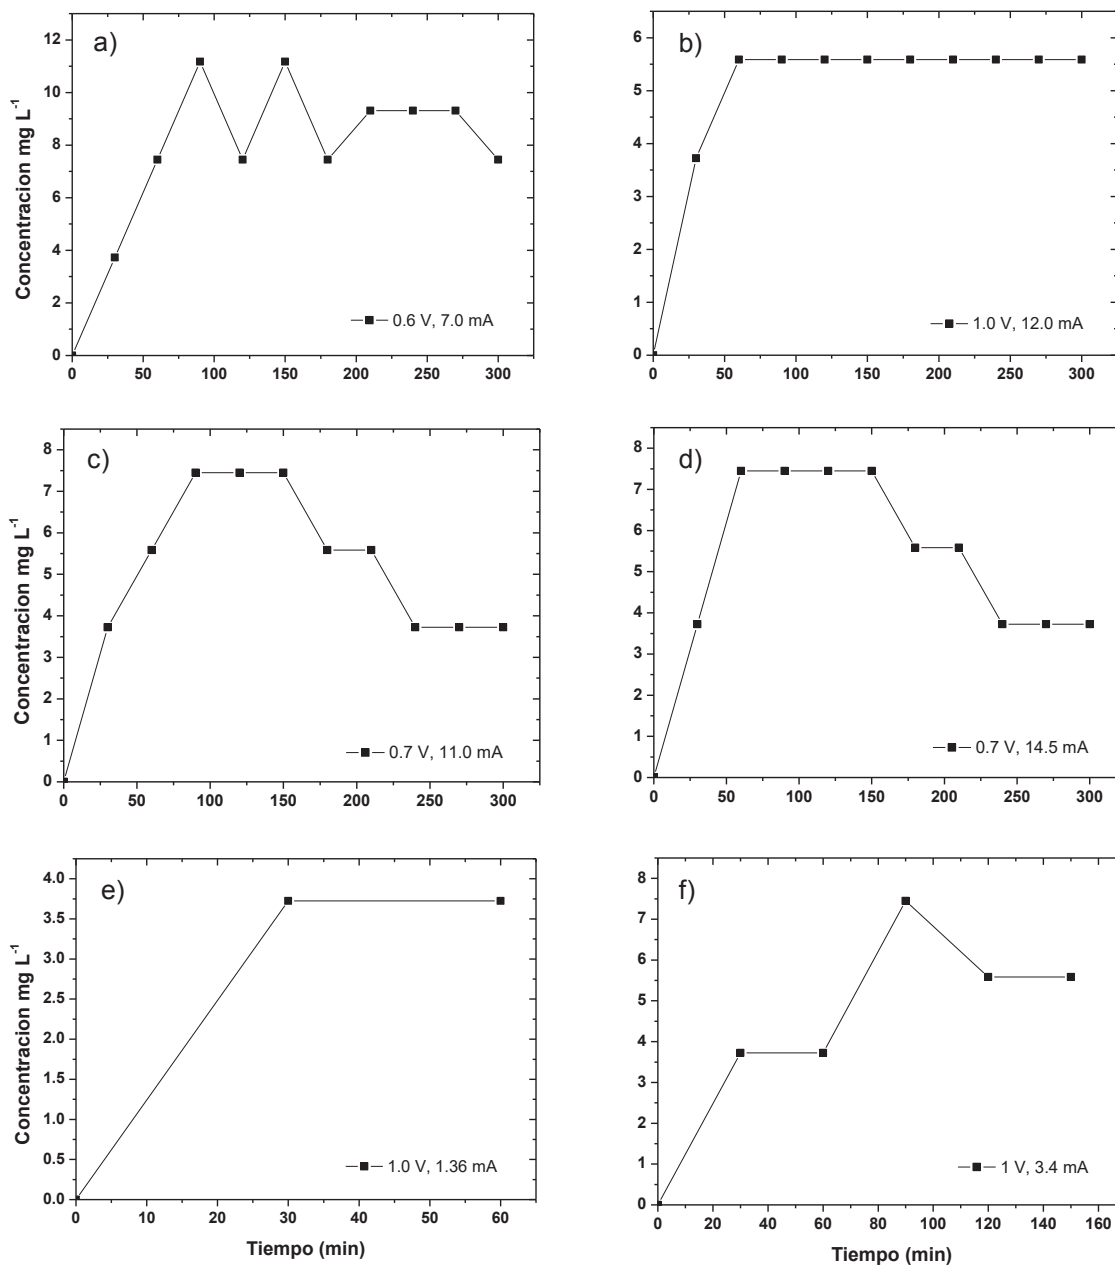 a)
Concentracion mg L⁻¹
12
10
8
6
4
2
0
0 50 100 150 200 250 300
0.6 V, 7.0 mA
b)
6
5
4
3
2
1
0
0 50 100 150 200 250 300
1.0 V, 12.0 mA
c)
Concentracion mg L⁻¹
8
7
6
5
4
3
2
1
0
0 50 100 150 200 250 300
0.7 V, 11.0 mA
d)
8
7
6
5
4
3
2
1
0
0 50 100 150 200 250 300
0.7 V, 14.5 mA
e)
Concentracion mg L⁻¹
4.0
3.5
3.0
2.5
2.0
1.5
1.0
0.5
0.0
0 10 20 30 40 50 60
1.0 V, 1.36 mA
Tiempo (min)
f)
8
7
6
5
4
3
2
1
0
0 20 40 60 80 100 120 140 160
1 V, 3.4 mA
Tiempo (min)